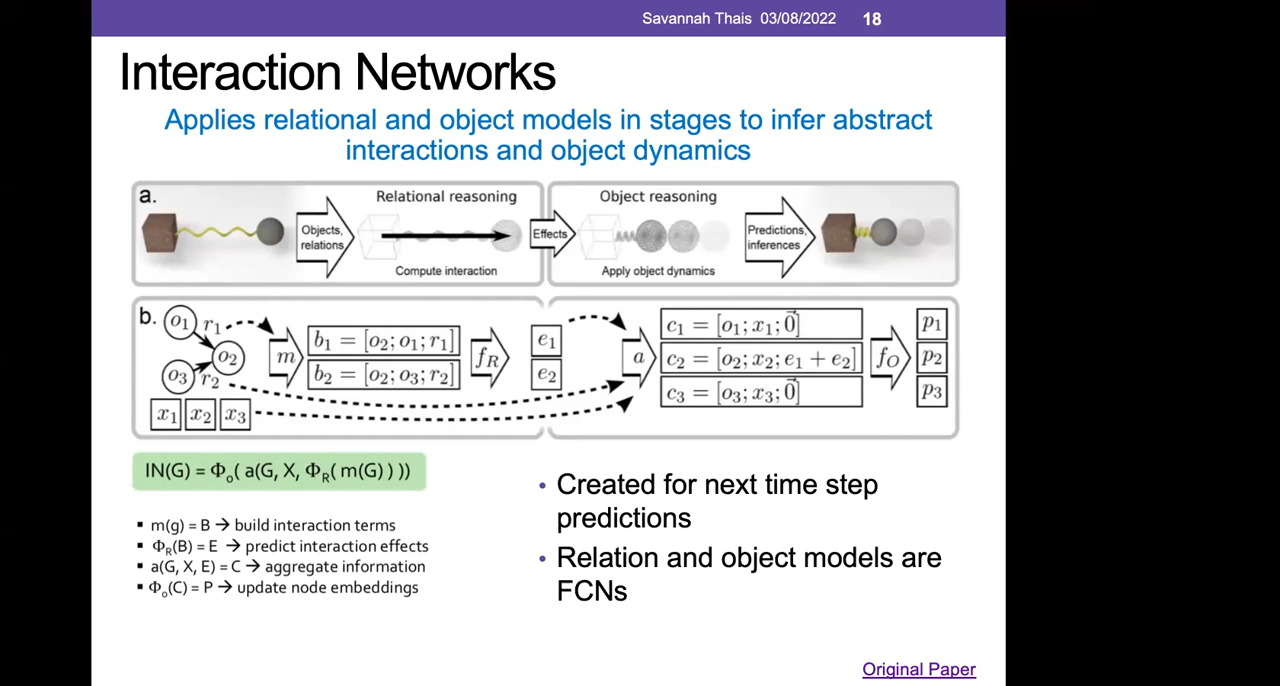 Savannah Thais 03/08/2022 18
Interaction Networks
Applies relational and object models in stages to infer abstract
interactions and object dynamics
a.
Relational reasoning
Object reasoning
Objects,
relations
Effects
Predictions,
inferences
Compute interaction
Apply object dynamics
b.
o₁
r₁
o₂
o₃
r₂
x₁ x₂ x₃
m
b₁ = [o₂; o₁; r₁]
b₂ = [o₂; o₃; r₂]
f_R
e₁
e₂
a
c₁ = [o₁; x₁; 0⃗]
c₂ = [o₂; x₂; e₁ + e₂]
c₃ = [o₃; x₃; 0⃗]
f_O
p₁
p₂
p₃
IN(G) = Φₒ( a(G, X, Φ_R( m(G) ) ))
▪ m(g) = B → build interaction terms
▪ Φ_R(B) = E → predict interaction effects
▪ a(G, X, E) = C → aggregate information
▪ Φₒ(C) = P → update node embeddings
• Created for next time step
predictions
• Relation and object models are
FCNs
Original Paper